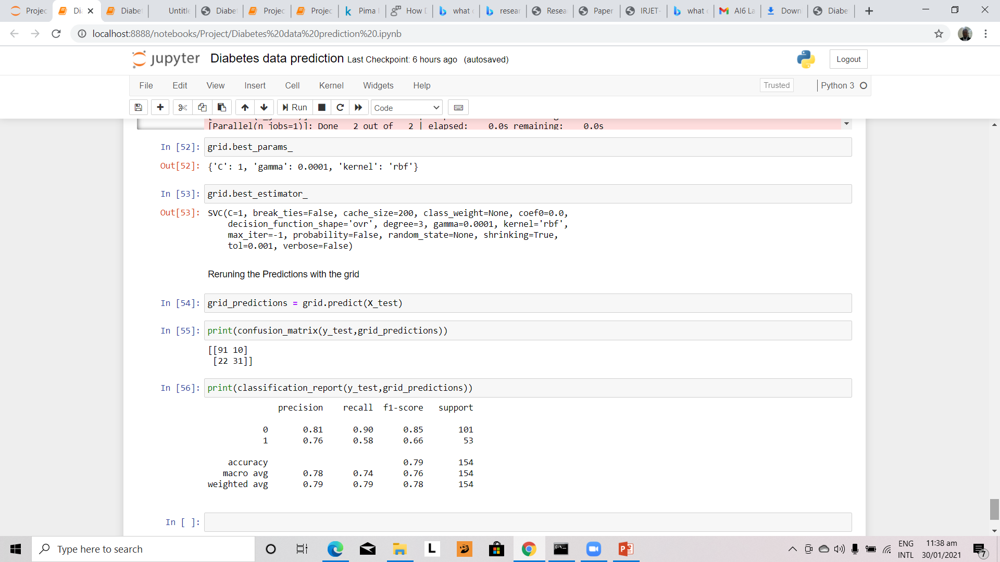 Projec
Di
Diabet
Untitle
Diabet
Projec
Projec
Pima
How D
what
resear
Resea
Paper
IRJET-
what
AI6 La
Down
Diabe
localhost:8888/notebooks/Project/Diabetes%20data%20prediction%20.ipynb
jupyter Diabetes data prediction Last Checkpoint: 6 hours ago (autosaved)
Logout
File Edit View Insert Cell Kernel Widgets Help
Trusted
Python 3
Run
Code
[Parallel(n_jobs=1)]: Done 2 out of 2 | elapsed: 0.0s remaining: 0.0s
In [52]: grid.best_params_
Out[52]: {'C': 1, 'gamma': 0.0001, 'kernel': 'rbf'}
In [53]: grid.best_estimator_
Out[53]: SVC(C=1, break_ties=False, cache_size=200, class_weight=None, coef0=0.0,
decision_function_shape='ovr', degree=3, gamma=0.0001, kernel='rbf',
max_iter=-1, probability=False, random_state=None, shrinking=True,
tol=0.001, verbose=False)
Reruning the Predictions with the grid
In [54]: grid_predictions = grid.predict(X_test)
In [55]: print(confusion_matrix(y_test,grid_predictions))
[[91 10]
[22 31]]
In [56]: print(classification_report(y_test,grid_predictions))
precision recall f1-score support
0 0.81 0.90 0.85 101
1 0.76 0.58 0.66 53
accuracy 0.79 154
macro avg 0.78 0.74 0.76 154
weighted avg 0.79 0.79 0.78 154
In [ ]:
Type here to search
ENG
INTL
11:38 am
30/01/2021
7